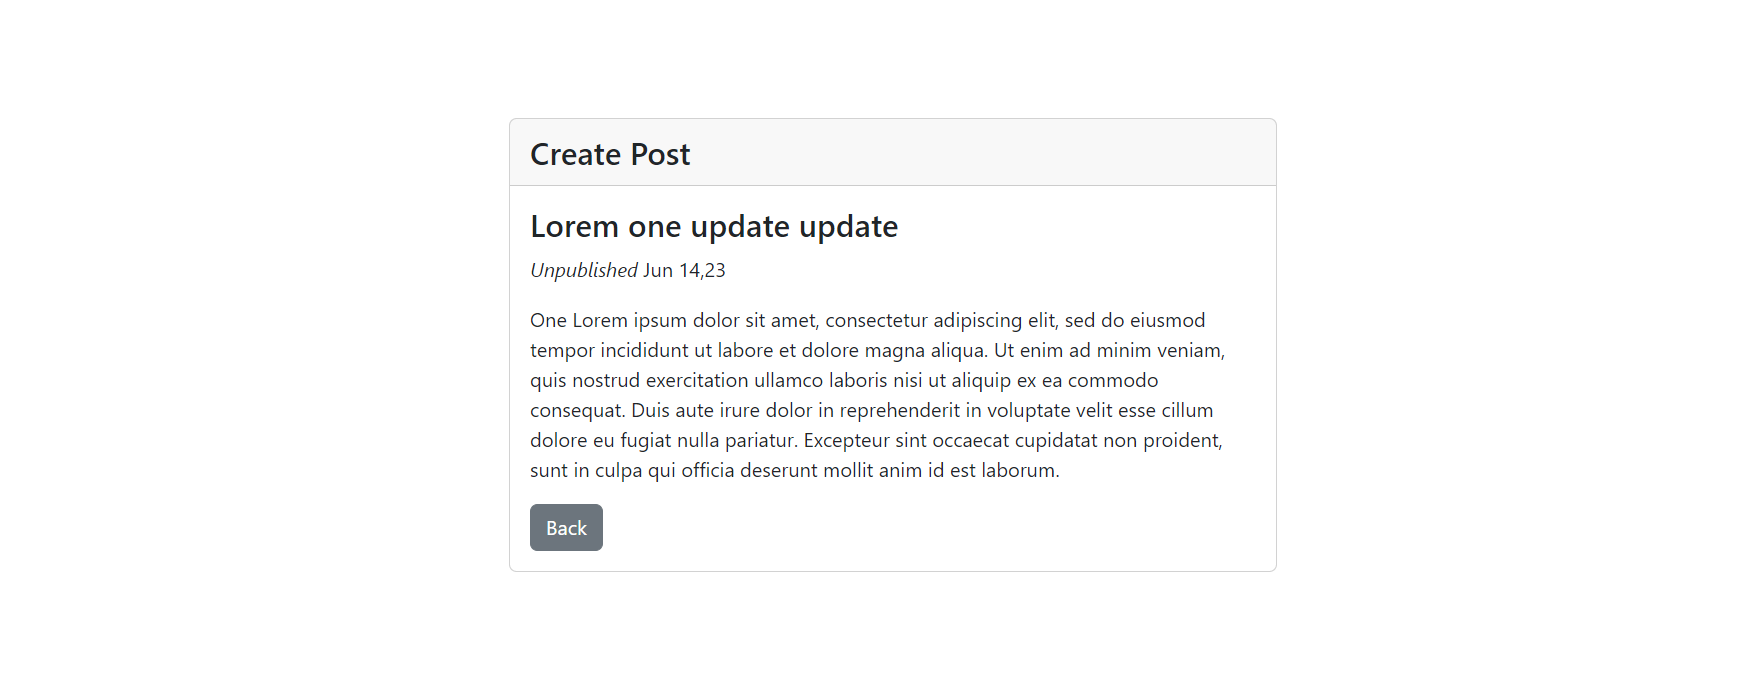 Create Post
Lorem one update update
Unpublished Jun 14,23
One Lorem ipsum dolor sit amet, consectetur adipiscing elit, sed do eiusmod
tempor incididunt ut labore et dolore magna aliqua. Ut enim ad minim veniam,
quis nostrud exercitation ullamco laboris nisi ut aliquip ex ea commodo
consequat. Duis aute irure dolor in reprehenderit in voluptate velit esse cillum
dolore eu fugiat nulla pariatur. Excepteur sint occaecat cupidatat non proident,
sunt in culpa qui officia deserunt mollit anim id est laborum.
Back